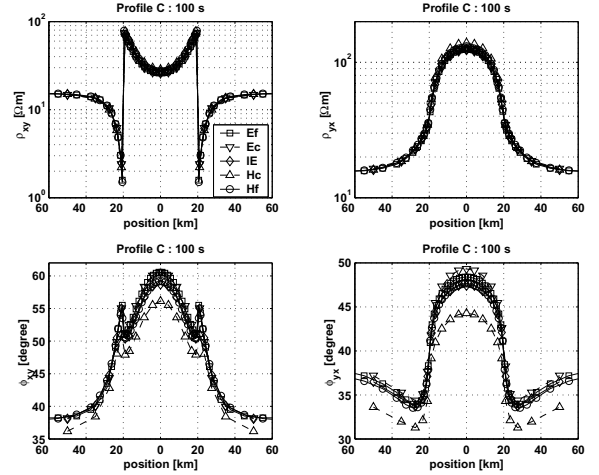 Profile C : 100 s
Profile C : 100 s
10²
10¹
10⁰
ρxy [Ωm]
Ef
Ec
IE
Hc
Hf
60 40 20 0 20 40 60
position [km]
10²
10¹
ρyx [Ωm]
60 40 20 0 20 40 60
position [km]
Profile C : 100 s
Profile C : 100 s
60
55
50
45
40
35
ϕxy [degree]
60 40 20 0 20 40 60
position [km]
50
45
40
35
30
ϕyx [degree]
60 40 20 0 20 40 60
position [km]